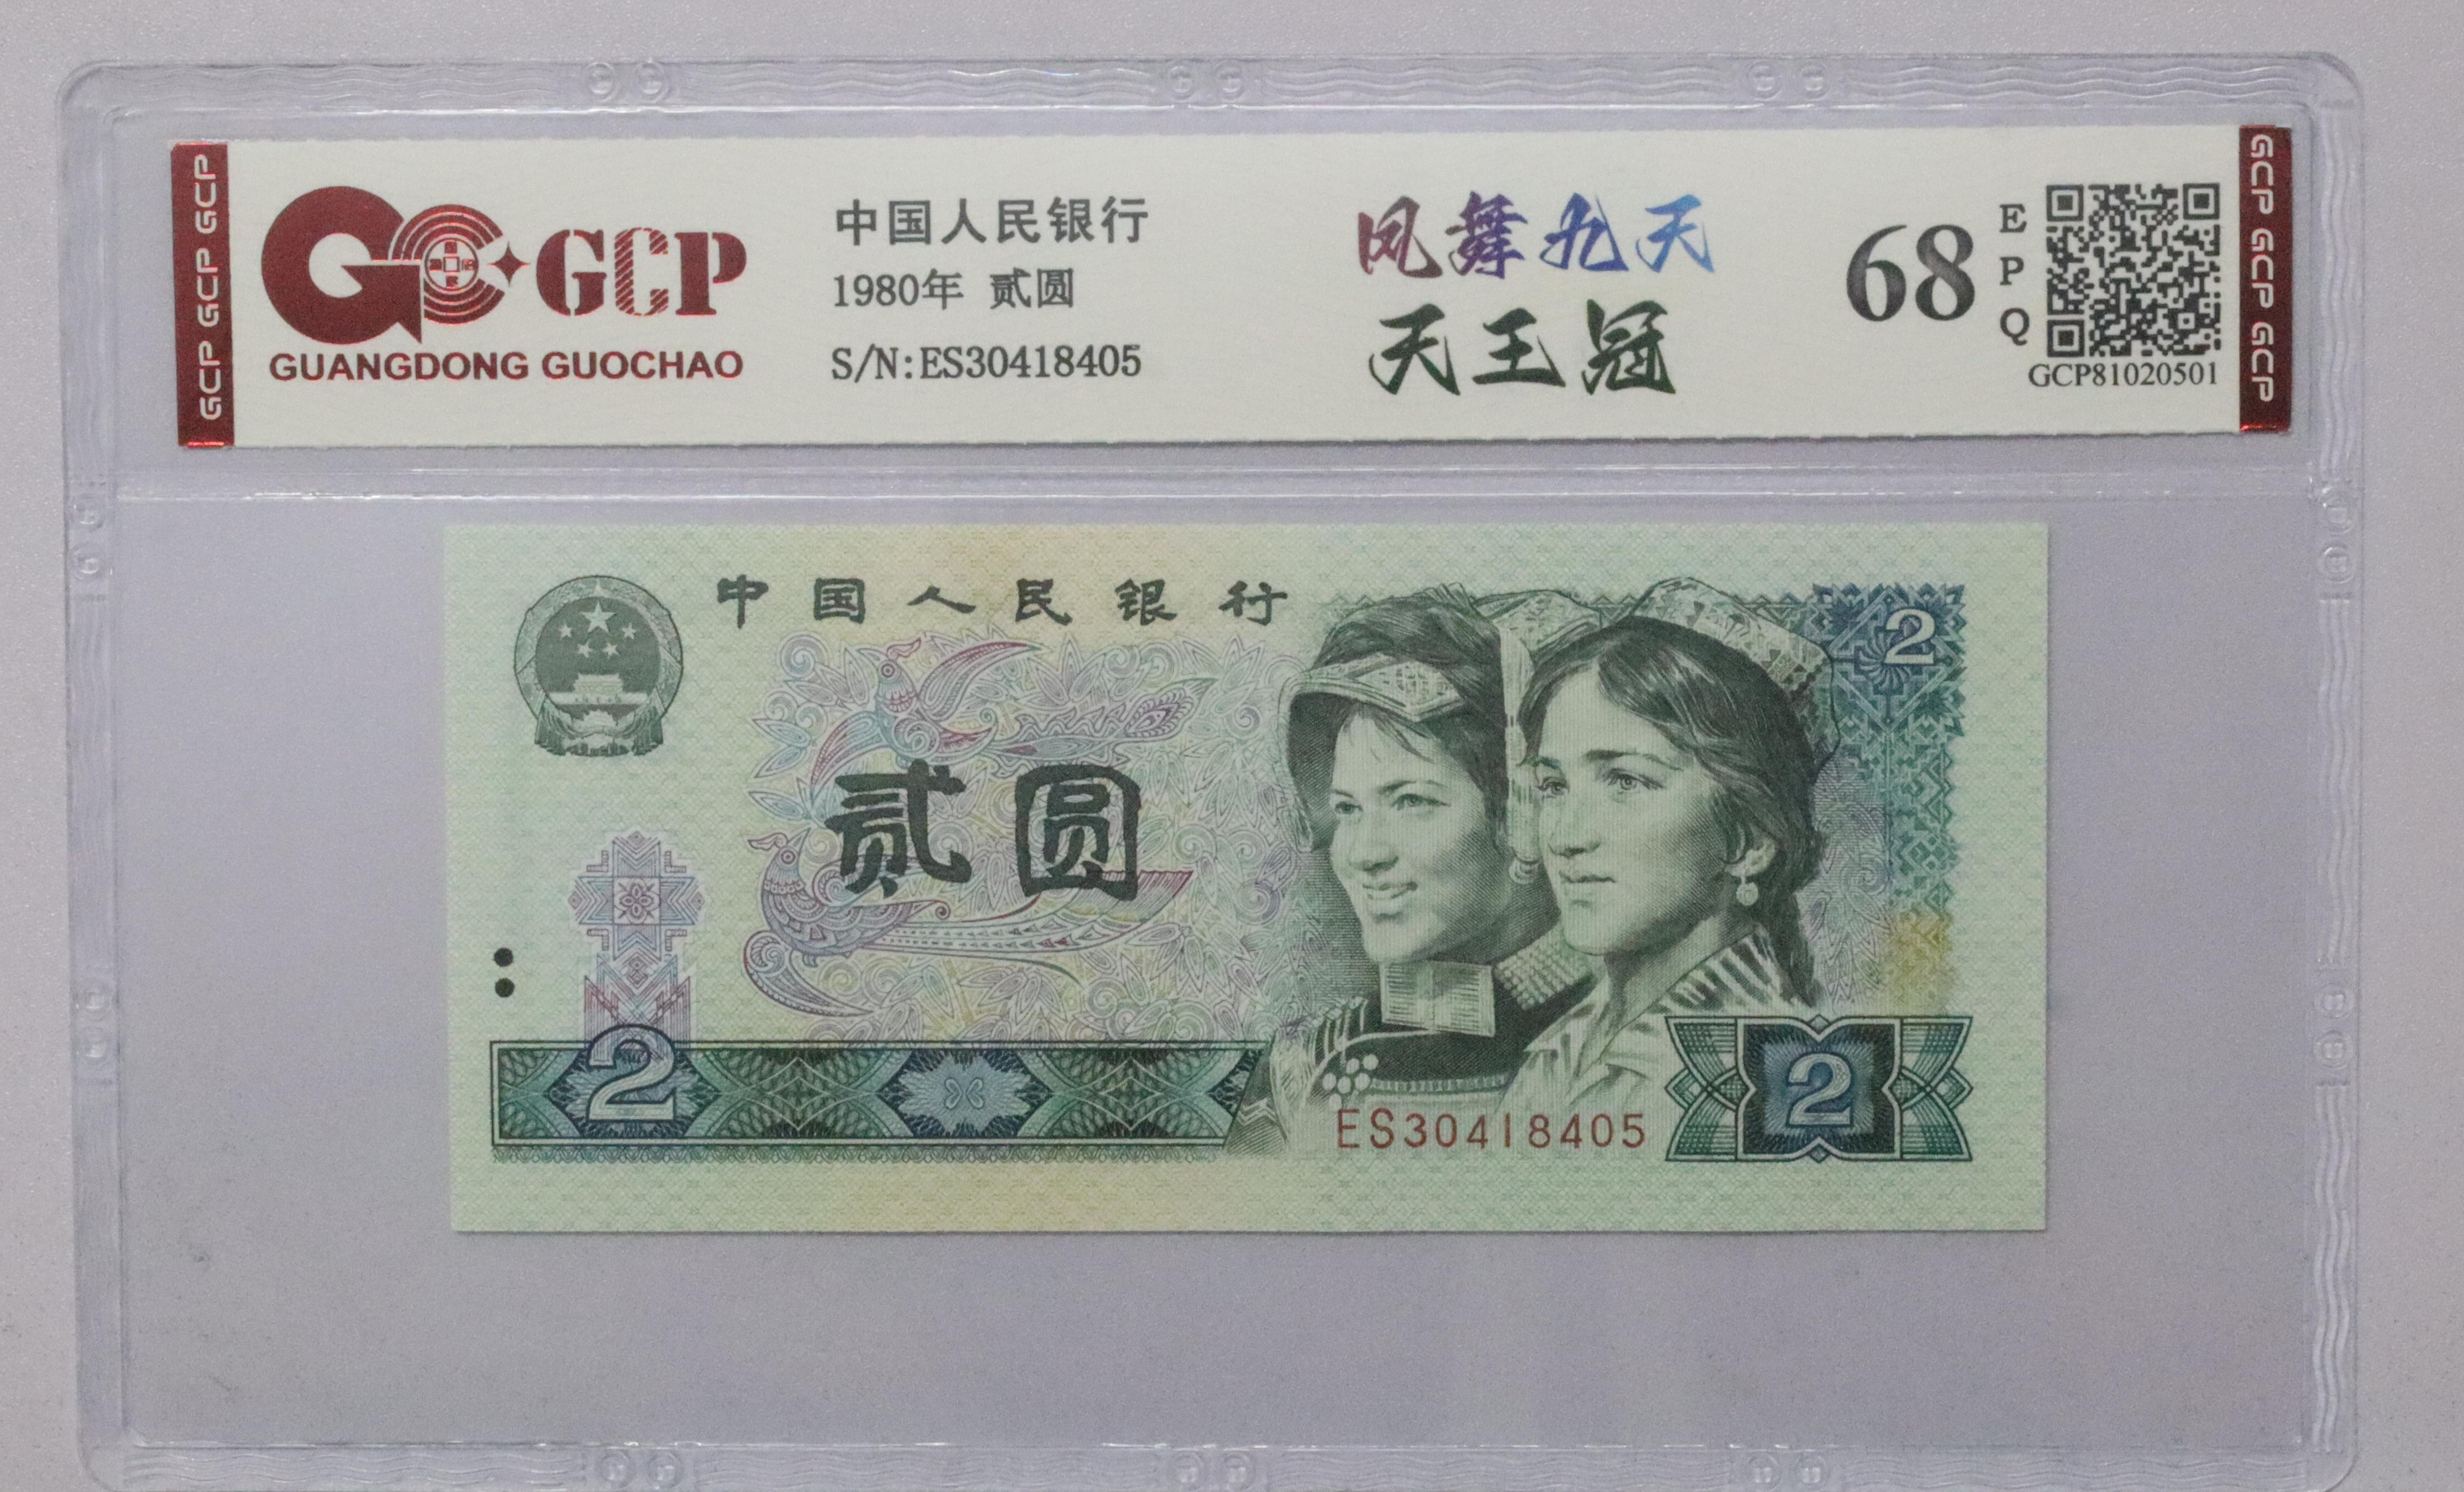 GCP GCP GCP
GCP
GUANGDONG GUOCHAO
中国人民银行
1980年 贰圆
S/N:ES30418405
凤舞九天
天王冠
68
EPQ
GCP81020501
GCP GCP GCP
中国人民银行
2
贰圆
2
ES30418405
2